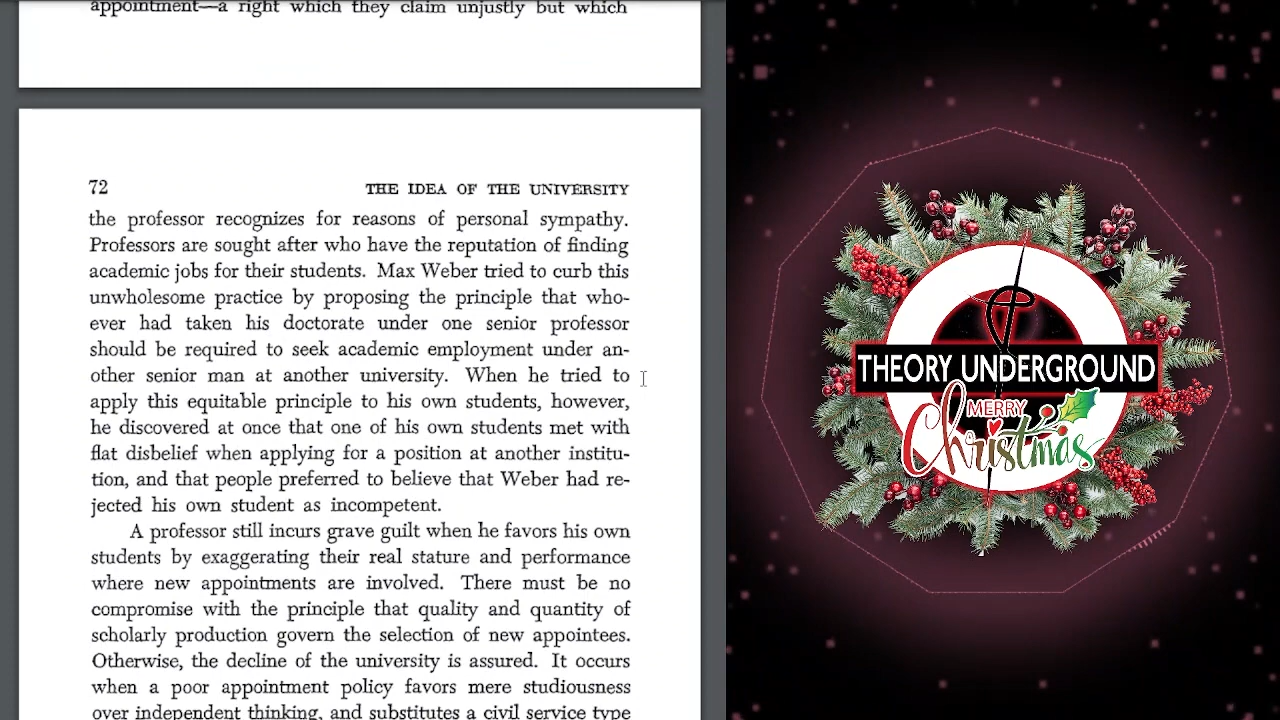 appointment—a right which they claim unjustly but which
72 THE IDEA OF THE UNIVERSITY
the professor recognizes for reasons of personal sympathy.
Professors are sought after who have the reputation of finding
academic jobs for their students. Max Weber tried to curb this
unwholesome practice by proposing the principle that who-
ever had taken his doctorate under one senior professor
should be required to seek academic employment under an-
other senior man at another university. When he tried to
apply this equitable principle to his own students, however,
he discovered at once that one of his own students met with
flat disbelief when applying for a position at another institu-
tion, and that people preferred to believe that Weber had re-
jected his own student as incompetent.
A professor still incurs grave guilt when he favors his own
students by exaggerating their real stature and performance
where new appointments are involved. There must be no
compromise with the principle that quality and quantity of
scholarly production govern the selection of new appointees.
Otherwise, the decline of the university is assured. It occurs
when a poor appointment policy favors mere studiousness
over independent thinking, and substitutes a civil service type
THEORY UNDERGROUND
MERRY
Christmas